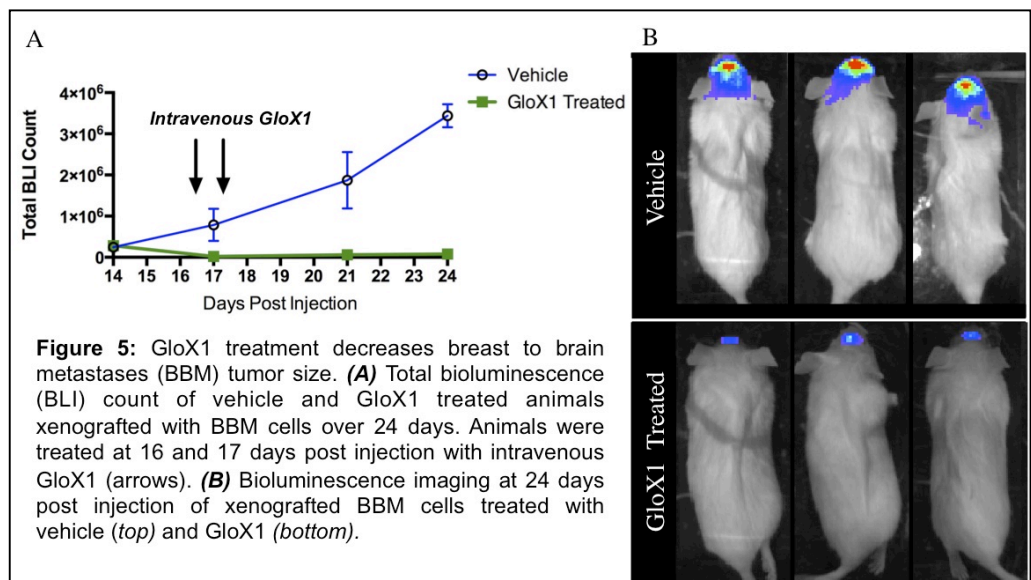 A
Vehicle
GloX1 Treated
Intravenous GloX1
Total BLI Count
4×10⁶
3×10⁶
2×10⁶
1×10⁶
0
14 15 16 17 18 19 20 21 22 23 24
Days Post Injection
Figure 5: GloX1 treatment decreases breast to brain
metastases (BBM) tumor size. (A) Total bioluminescence
(BLI) count of vehicle and GloX1 treated animals
xenografted with BBM cells over 24 days. Animals were
treated at 16 and 17 days post injection with intravenous
GloX1 (arrows). (B) Bioluminescence imaging at 24 days
post injection of xenografted BBM cells treated with
vehicle (top) and GloX1 (bottom).
B
Vehicle
GloX1 Treated